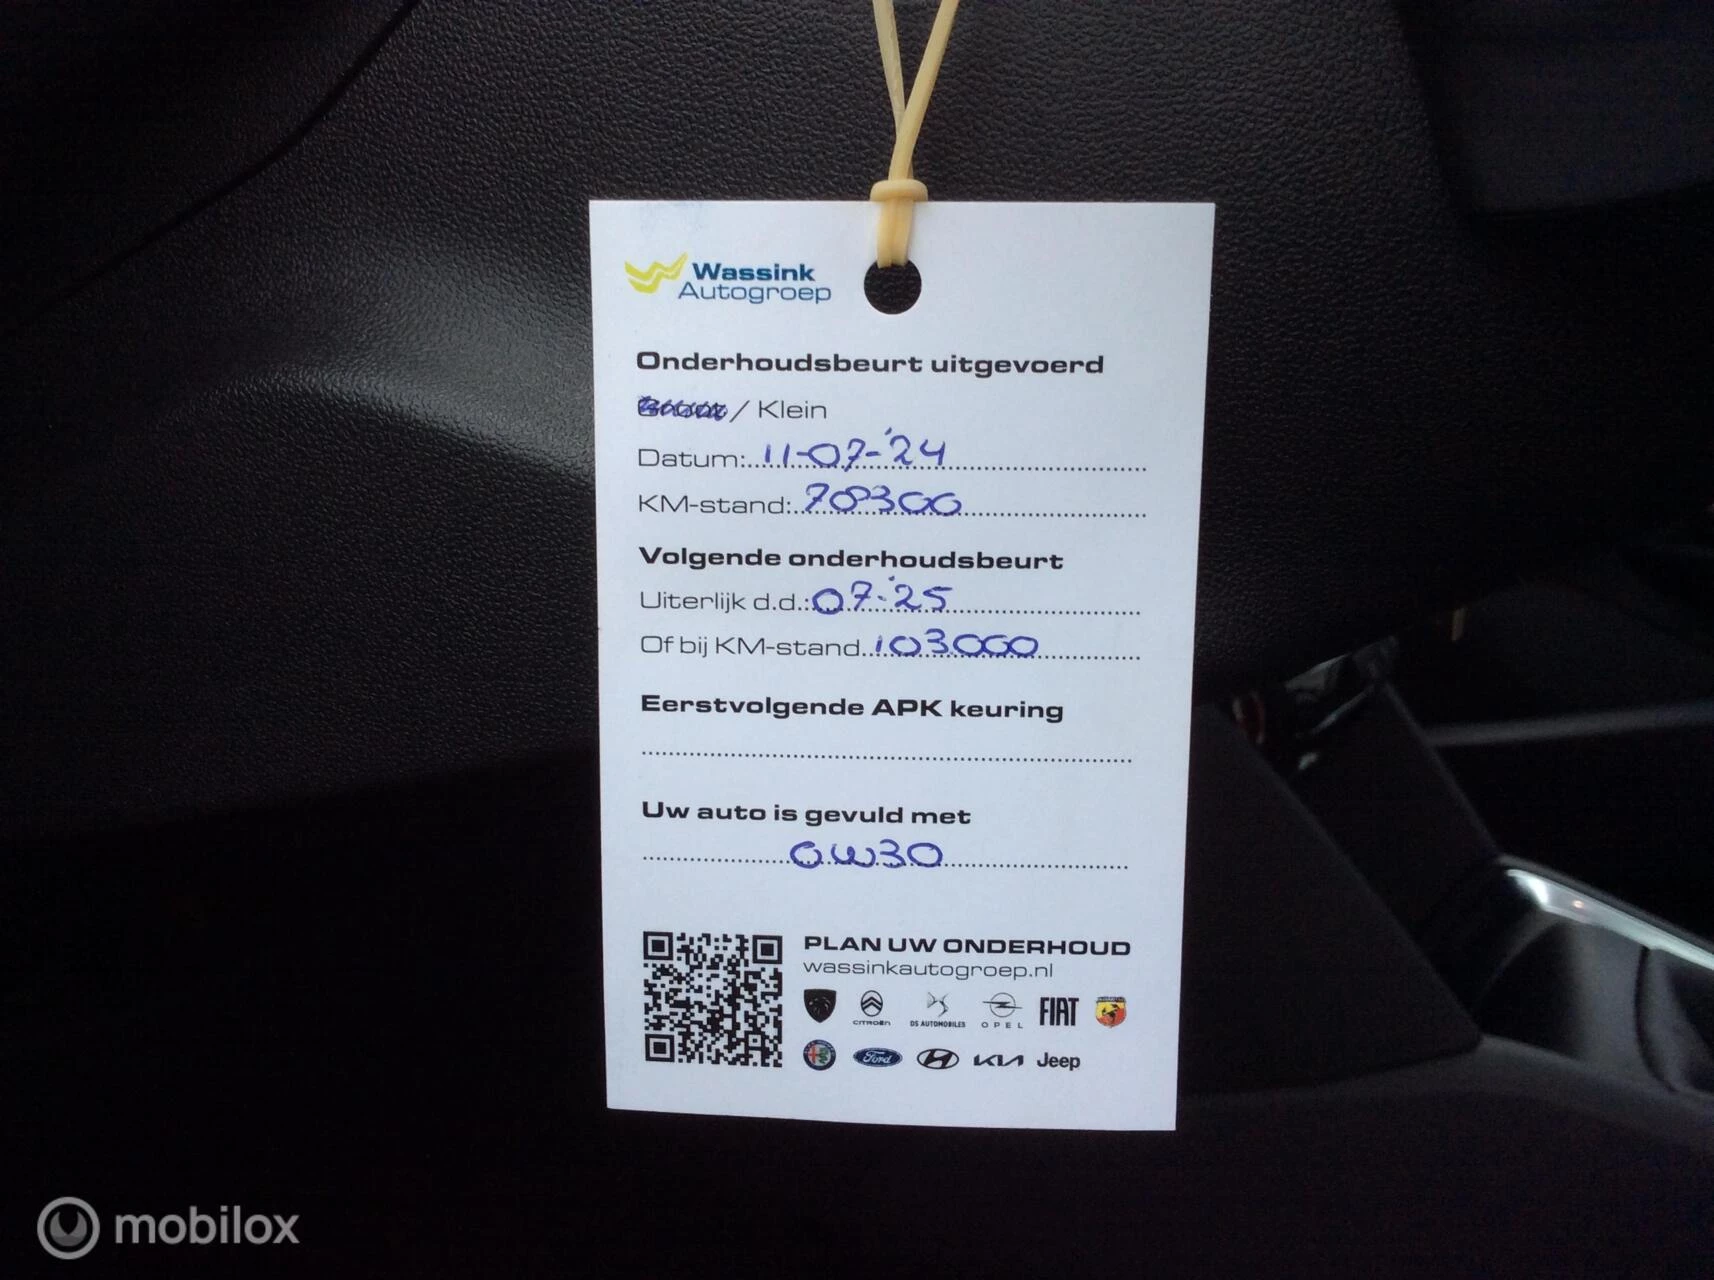 Wassink
Autogroep
Onderhoudsbeurt uitgevoerd
/ Klein
Datum: 11-07-'24
KM-stand: 78300
Volgende onderhoudsbeurt
Uiterlijk d.d.: 07-'25
Of bij KM-stand 103000
Eerstvolgende APK keuring
Uw auto is gevuld met
0W30
PLAN UW ONDERHOUD
wassinkautogroep.nl
CITROËN DS AUTOMOBILES OPEL FIAT
Ford KIA Jeep
mobilox